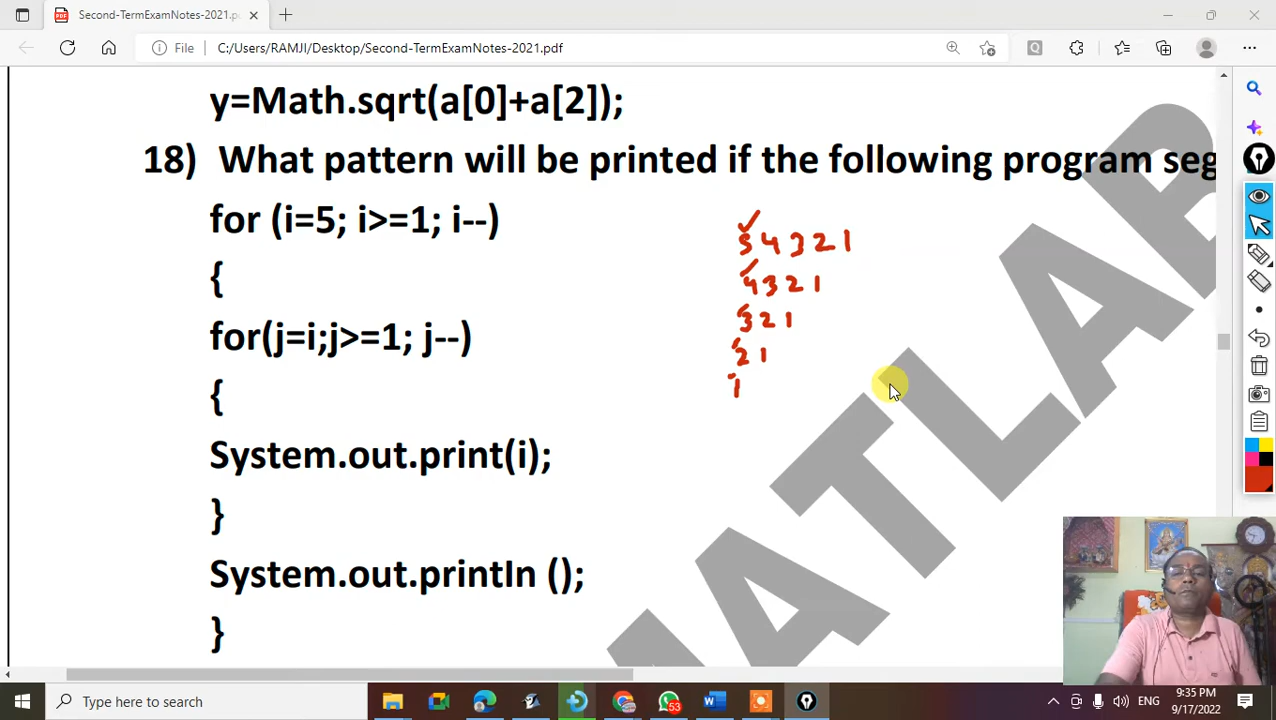 Second-TermExamNotes-2021.pd
File C:/Users/RAMJI/Desktop/Second-TermExamNotes-2021.pdf
y=Math.sqrt(a[0]+a[2]);
18) What pattern will be printed if the following program seg
for (i=5; i>=1; i--)
{
for(j=i;j>=1; j--)
{
System.out.print(i);
}
System.out.println ();
}
5 4 3 2 1
4 3 2 1
3 2 1
2 1
1
MATLAB
Type here to search
53
ENG
9:35 PM
9/17/2022